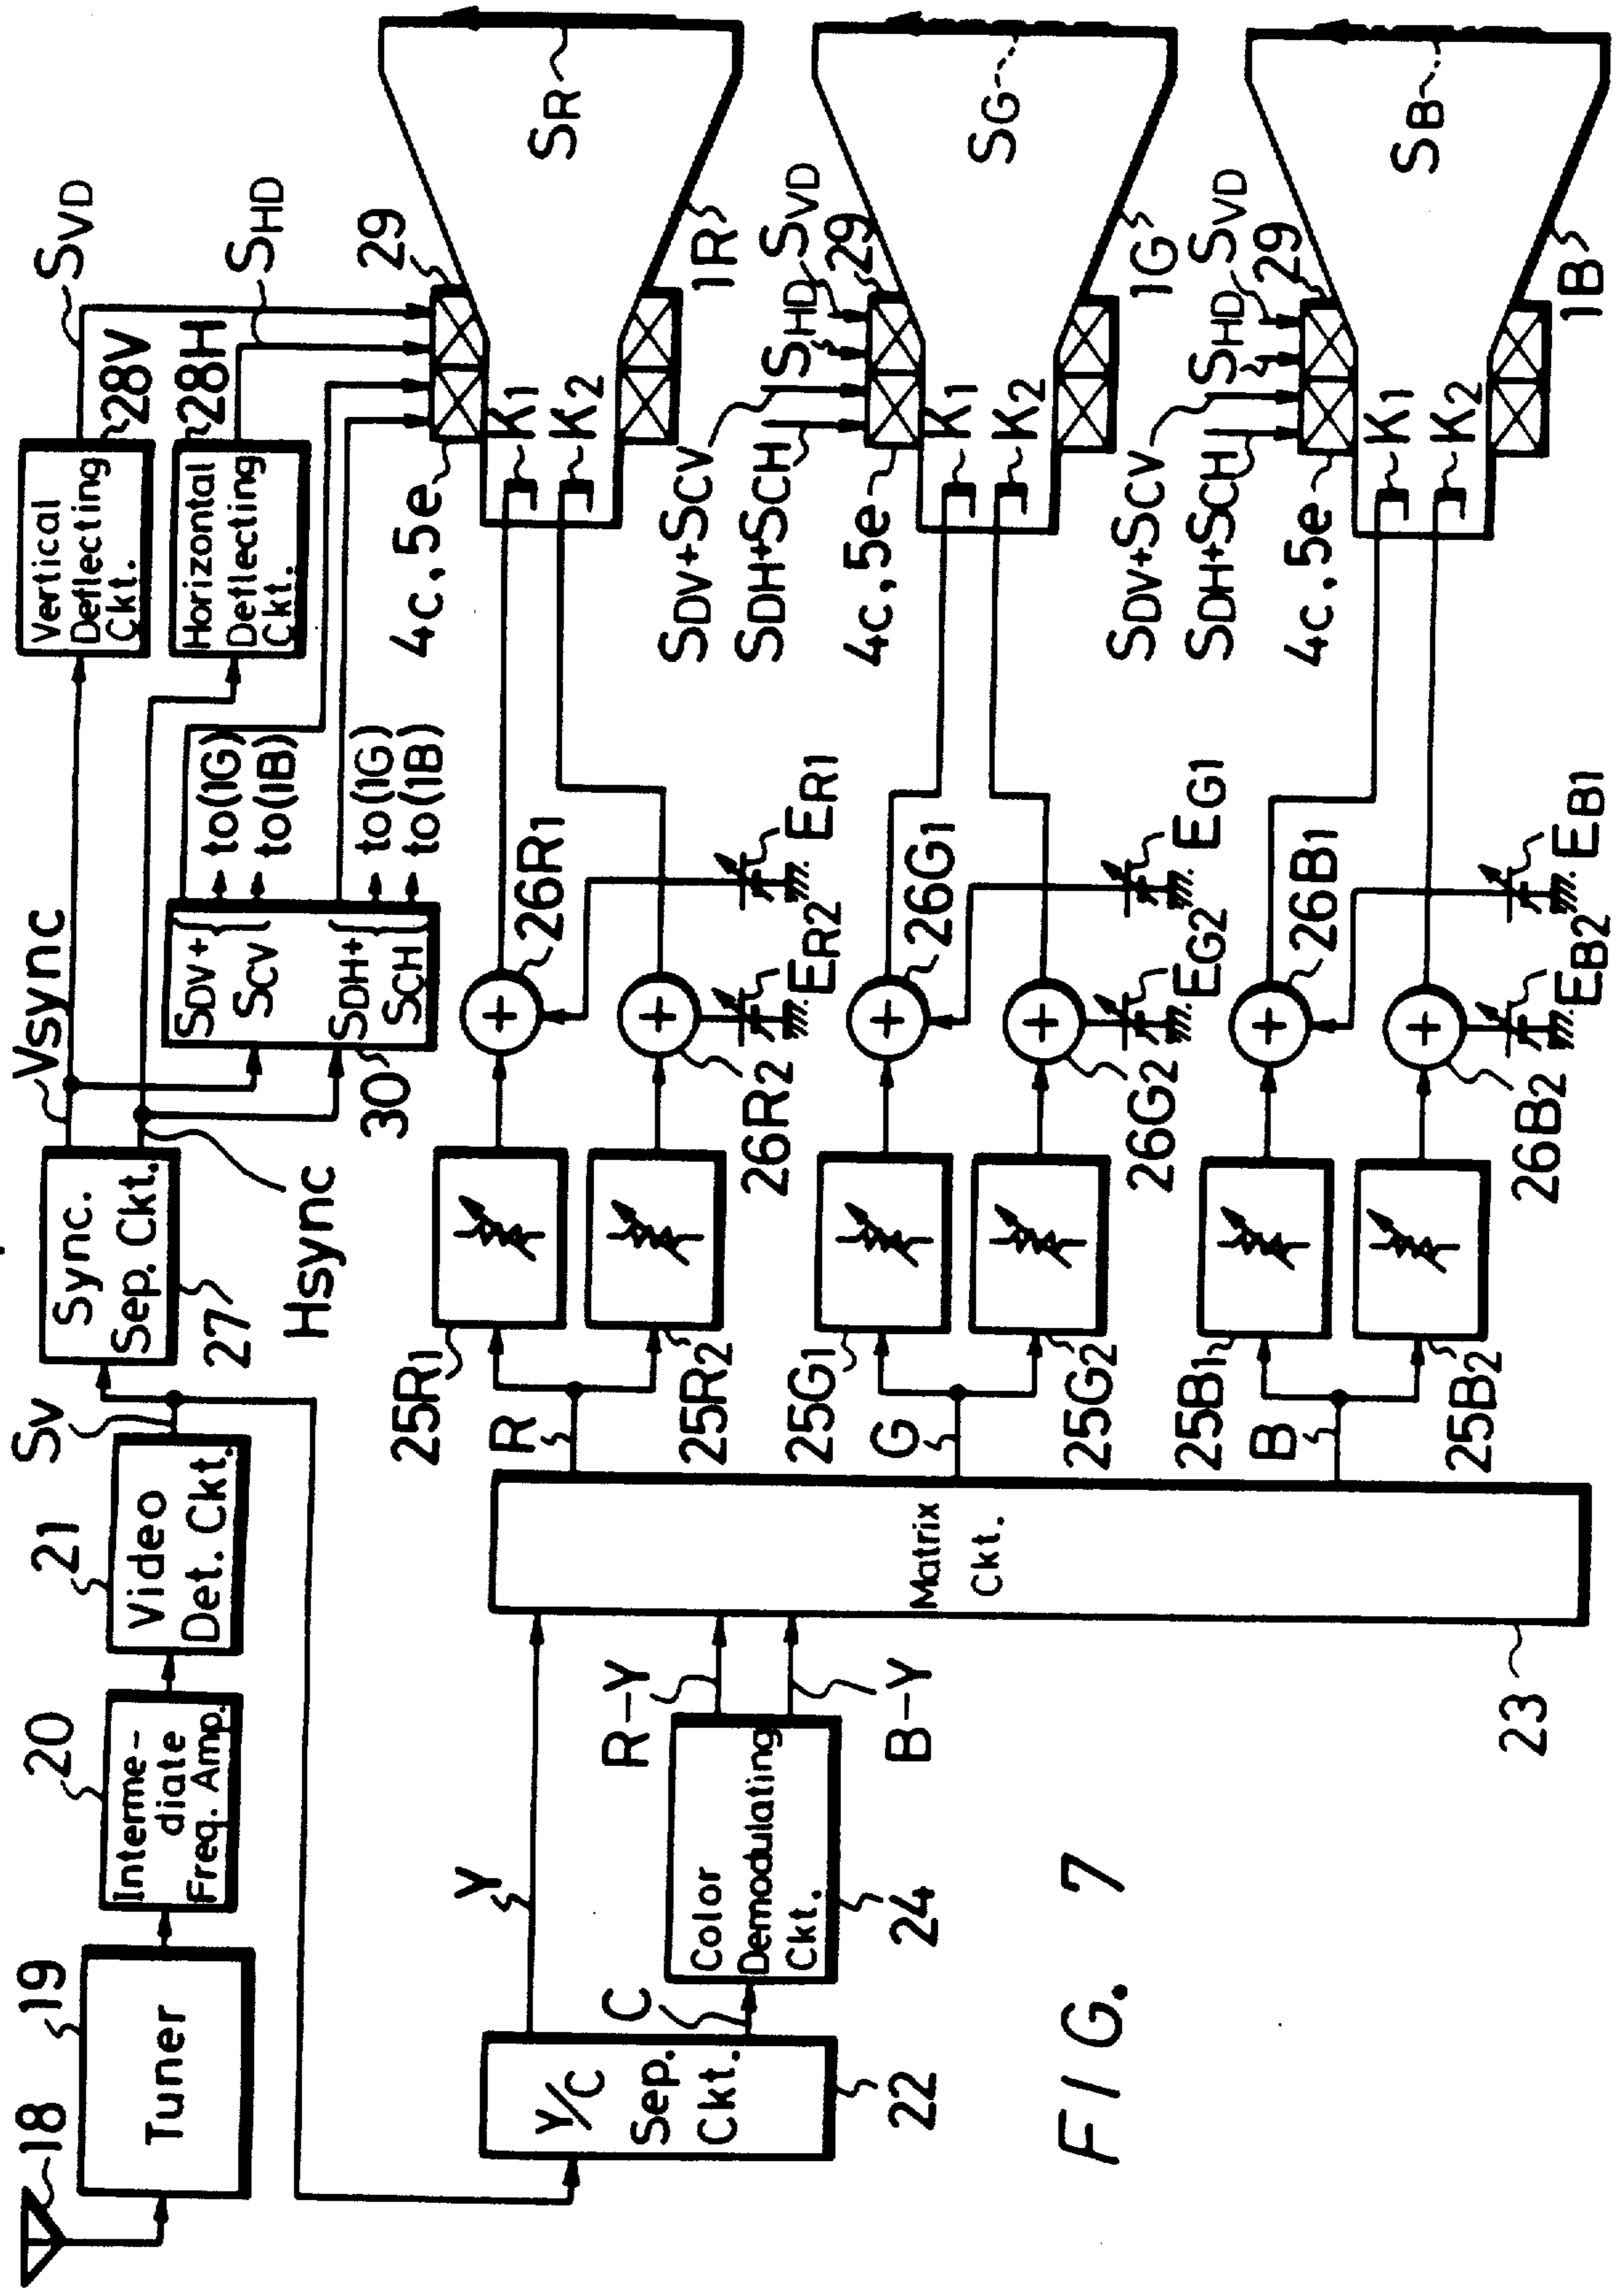 18
19
Tuner
20
Interme-
diate
Freq. Amp.
21
Video
Det. Ckt.
Sv
Sync.
Sep. Ckt.
27
Vsync
Hsync
Vertical
Deflecting
Ckt.
28V
SVD
Horizontal
Deflecting
Ckt.
28H
SHD
SDV+
SCV
SDH+
SCH
30
to(1G)
to(1B)
to(1G)
to(1B)
Y/C
Sep.
Ckt.
22
Y
C
Color
Demodulating
Ckt.
24
R-Y
B-Y
Matrix
Ckt.
23
R
25R1
25R2
26R1
26R2
ER2
ER1
4c, 5e
29
K1
K2
1R
SR
G
25G1
25G2
26G1
26G2
EG2
EG1
SDV+SCV
SDH+SCH
SHD
SVD
4c, 5e
29
K1
K2
1G
SG
B
25B1
25B2
26B1
26B2
EB2
EB1
SDV+SCV
SDH+SCH
SHD
SVD
4c, 5e
29
K1
K2
1B
SB
FIG. 7